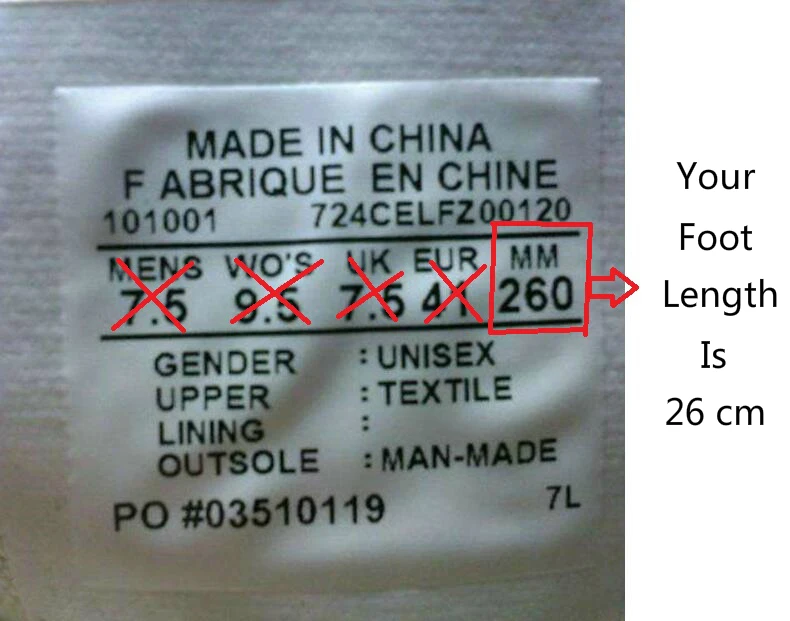 MADE IN CHINA
F ABRIQUE EN CHINE
101001 724CELFZ00120
MENS WO'S UK EUR MM
7.5 9.5 7.5 41 260
GENDER : UNISEX
UPPER : TEXTILE
LINING :
OUTSOLE : MAN-MADE
PO #03510119 7L
Your
Foot
Length
Is
26 cm